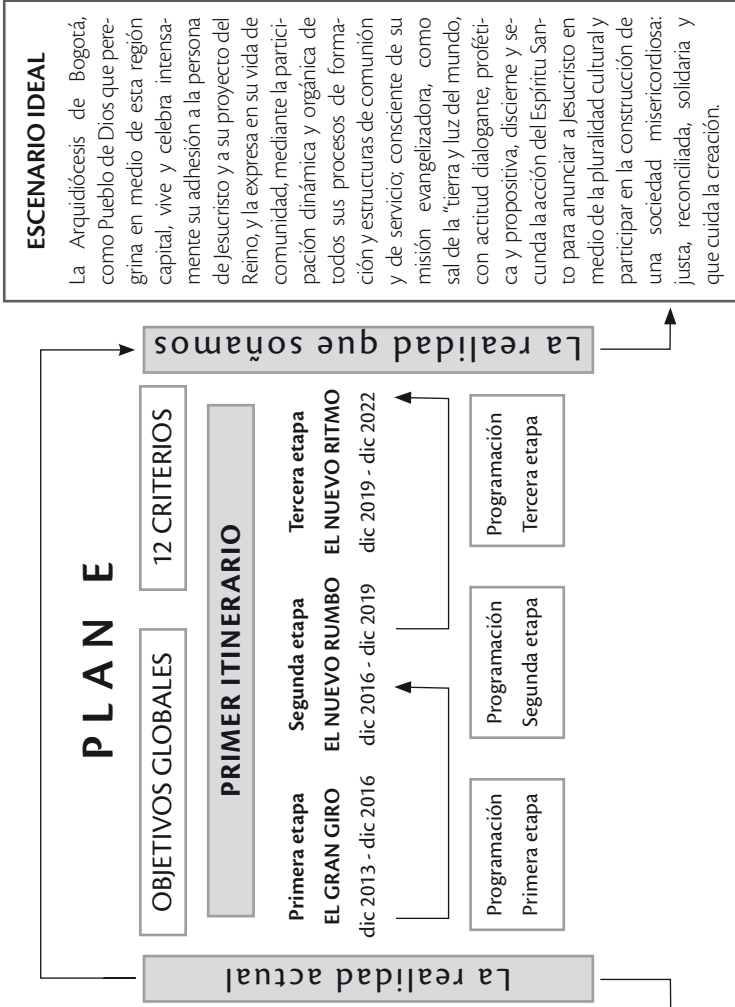 PLAN E
La realidad actual
OBJETIVOS GLOBALES
12 CRITERIOS
PRIMER ITINERARIO
Primera etapa
EL GRAN GIRO
dic 2013 - dic 2016
Segunda etapa
EL NUEVO RUMBO
dic 2016 - dic 2019
Tercera etapa
EL NUEVO RITMO
dic 2019 - dic 2022
Programación
Primera etapa
Programación
Segunda etapa
Programación
Tercera etapa
La realidad que soñamos
ESCENARIO IDEAL
La Arquidiócesis de Bogotá,
como Pueblo de Dios que pere-
grina en medio de esta región
capital, vive y celebra intensa-
mente su adhesión a la persona
de Jesucristo y a su proyecto del
Reino, y la expresa en su vida de
comunidad, mediante la partici-
pación dinámica y orgánica de
todos sus procesos de forma-
ción y estructuras de comunión
y de servicio; consciente de su
misión evangelizadora, como
sal de la "tierra y luz del mundo,
con actitud dialogante, proféti-
ca y propositiva, discierne y se-
cunda la acción del Espíritu San-
to para anunciar a Jesucristo en
medio de la pluralidad cultural y
participar en la construcción de
una sociedad misericordiosa:
justa, reconciliada, solidaria y
que cuida la creación.